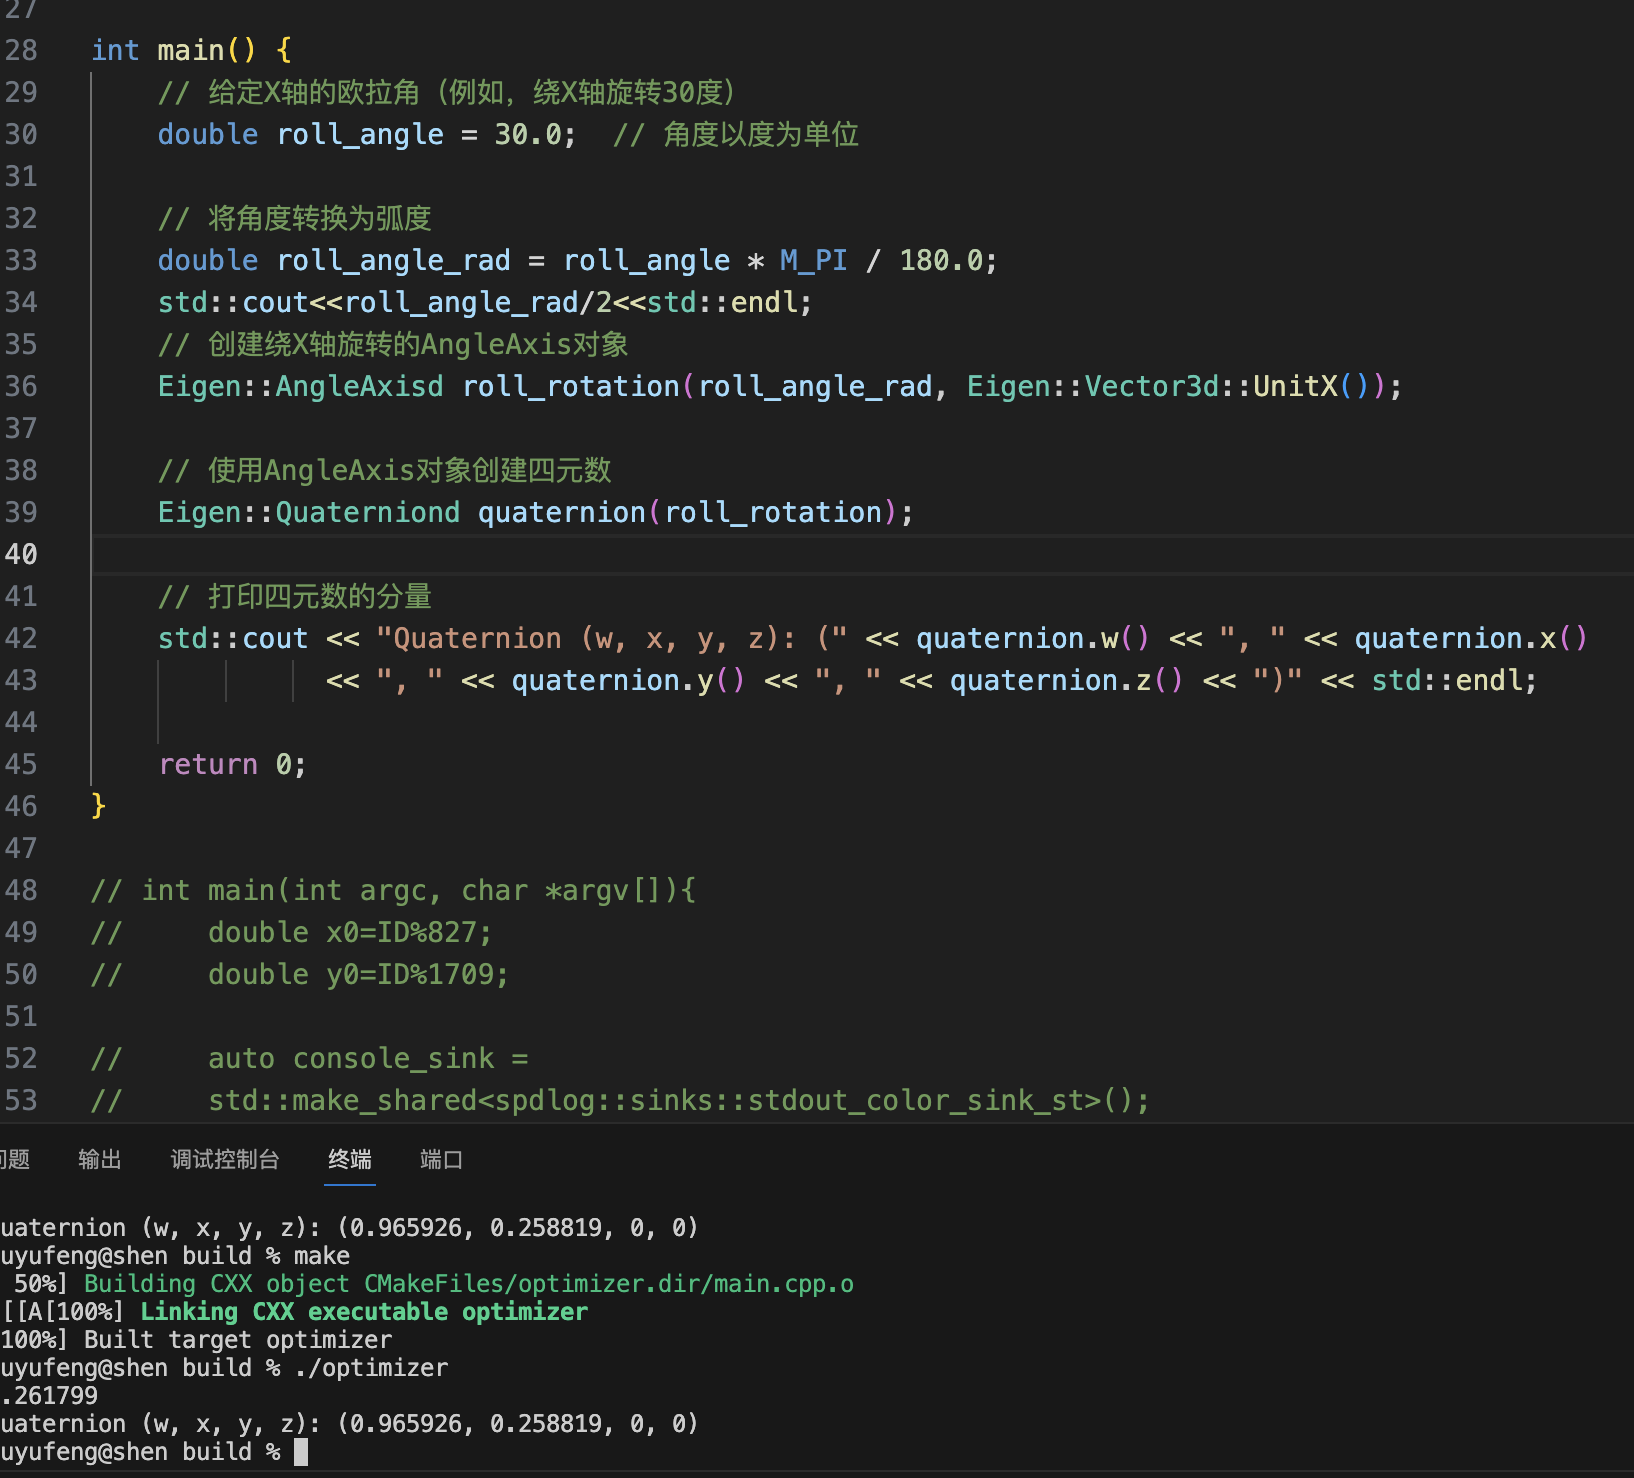 27
28 int main() {
29 // 给定X轴的欧拉角（例如，绕X轴旋转30度）
30 double roll_angle = 30.0;  // 角度以度为单位
31
32 // 将角度转换为弧度
33 double roll_angle_rad = roll_angle * M_PI / 180.0;
34 std::cout<<roll_angle_rad/2<<std::endl;
35 // 创建绕X轴旋转的AngleAxis对象
36 Eigen::AngleAxisd roll_rotation(roll_angle_rad, Eigen::Vector3d::UnitX());
37
38 // 使用AngleAxis对象创建四元数
39 Eigen::Quaterniond quaternion(roll_rotation);
40
41 // 打印四元数的分量
42 std::cout << "Quaternion (w, x, y, z): (" << quaternion.w() << ", " << quaternion.x()
43 << ", " << quaternion.y() << ", " << quaternion.z() << ")" << std::endl;
44
45 return 0;
46 }
47
48 // int main(int argc, char *argv[]){
49 //     double x0=ID%827;
50 //     double y0=ID%1709;
51
52 //     auto console_sink =
53 //     std::make_shared<spdlog::sinks::stdout_color_sink_st>();
问题 输出 调试控制台 终端 端口
uaternion (w, x, y, z): (0.965926, 0.258819, 0, 0)
uyufeng@shen build % make
50%] Building CXX object CMakeFiles/optimizer.dir/main.cpp.o
[[A[100%] Linking CXX executable optimizer
100%] Built target optimizer
uyufeng@shen build % ./optimizer
.261799
uaternion (w, x, y, z): (0.965926, 0.258819, 0, 0)
uyufeng@shen build %